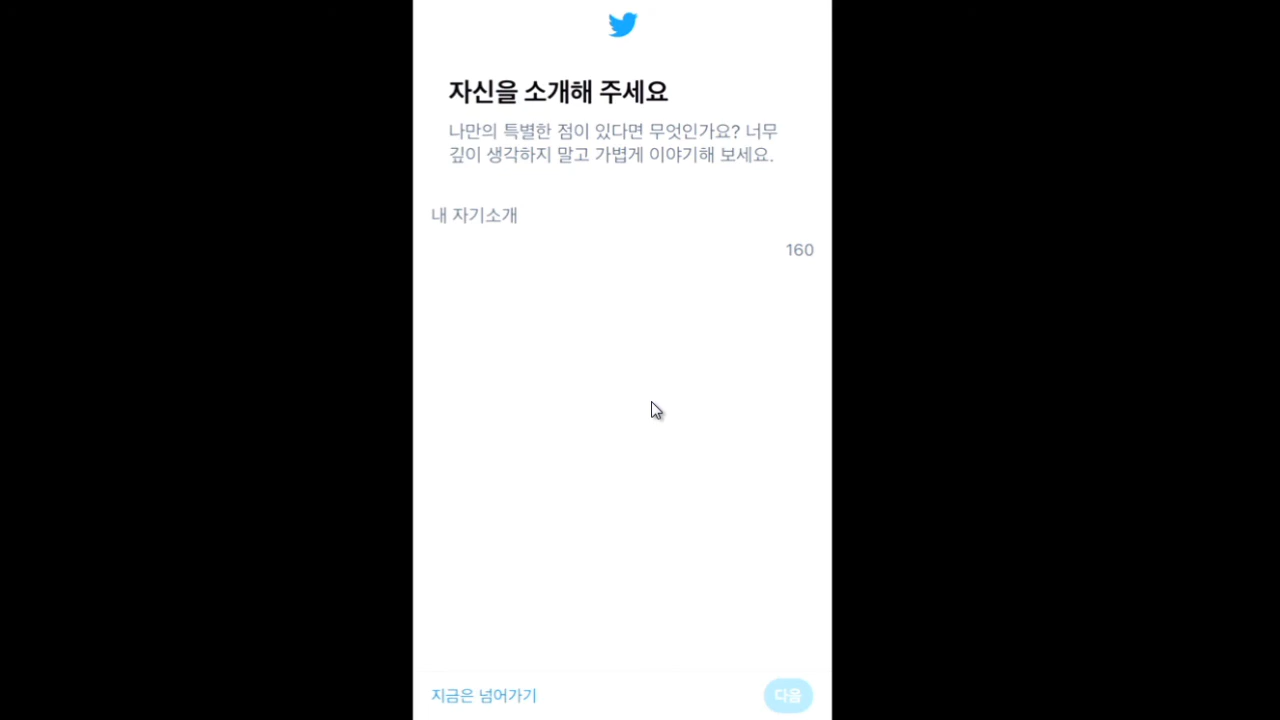 자신을 소개해 주세요
나만의 특별한 점이 있다면 무엇인가요? 너무
깊이 생각하지 말고 가볍게 이야기해 보세요.
내 자기소개
160
지금은 넘어가기
다음